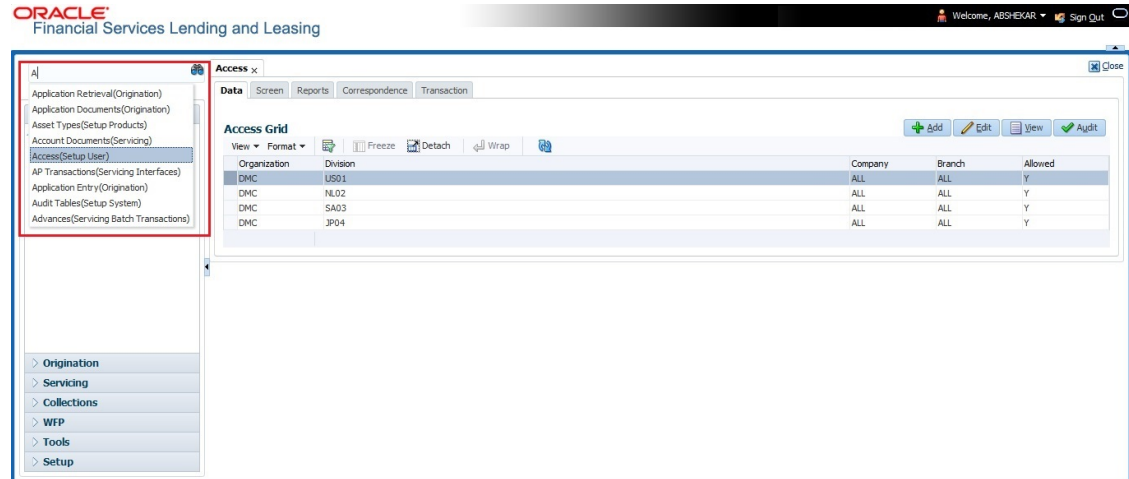 ORACLE'
Financial Services Lending and Leasing
Welcome, ABSHEKAR
Sign Out
A
Application Retrieval(Origination)
Application Documents(Origination)
Asset Types(Setup Products)
Account Documents(Servicing)
Access(Setup User)
AP Transactions(Servicing Interfaces)
Application Entry(Origination)
Audit Tables(Setup System)
Advances(Servicing Batch Transactions)
Origination
Servicing
Collections
WFP
Tools
Setup
Access x
Close
Data Screen Reports Correspondence Transaction
Access Grid
Add Edit View Audit
View Format Freeze Detach Wrap
Organization Division Company Branch Allowed
DMC US01 ALL ALL Y
DMC NL02 ALL ALL Y
DMC SA03 ALL ALL Y
DMC JP04 ALL ALL Y